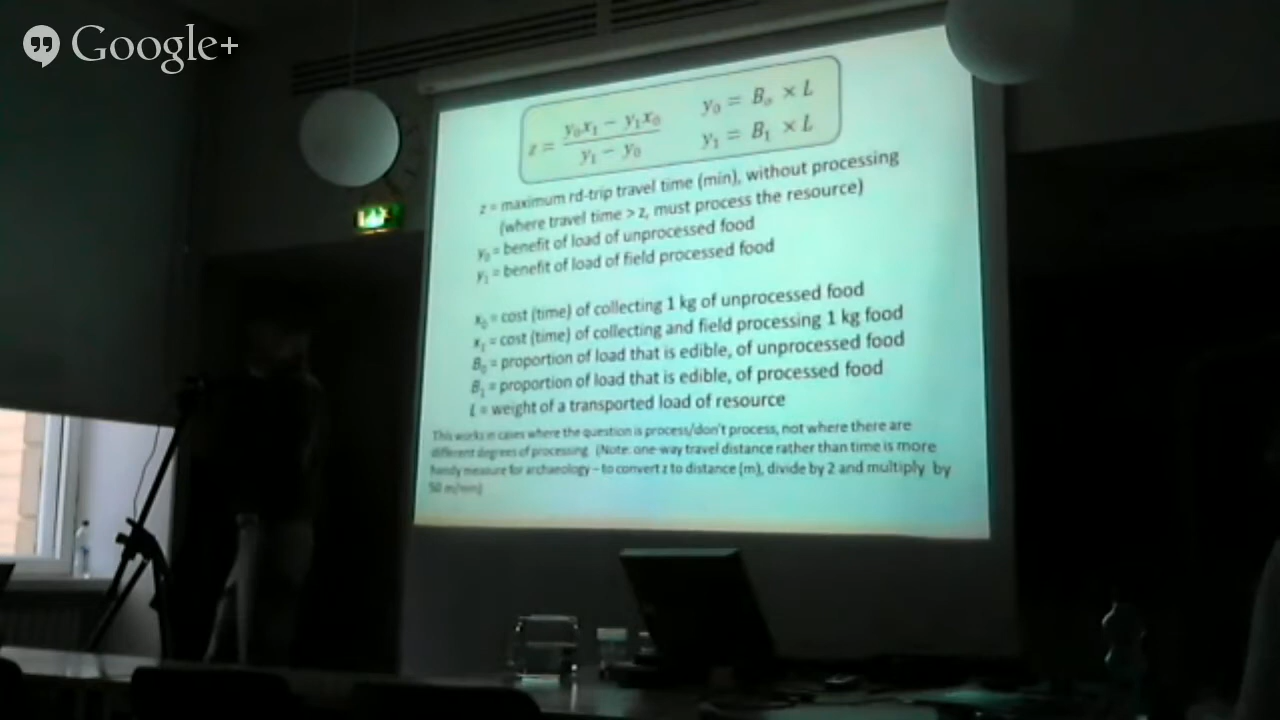 Google+
z = y₀x₁ − y₁x₀ / y₁ − y₀
y₀ = Bₒ × L
y₁ = B₁ × L
z = maximum rd-trip travel time (min), without processing
(where travel time > z, must process the resource)
y₀ = benefit of load of unprocessed food
y₁ = benefit of load of field processed food
x₀ = cost (time) of collecting 1 kg of unprocessed food
x₁ = cost (time) of collecting and field processing 1 kg food
B₀ = proportion of load that is edible, of unprocessed food
B₁ = proportion of load that is edible, of processed food
L = weight of a transported load of resource
This works in cases where the question is process/don't process, not where there are
different degrees of processing. (Note: one-way travel distance rather than time is more
handy measure for archaeology – to convert z to distance (m), divide by 2 and multiply by
50 m/min)